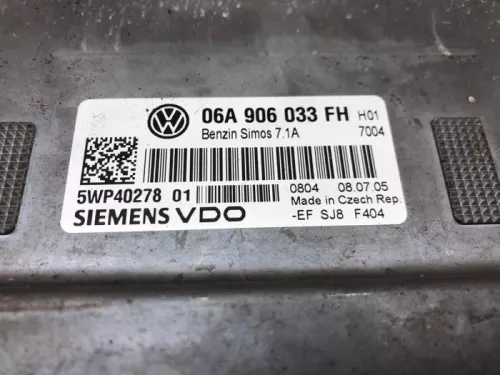 06A 906 033 FH H01
Benzin Simos 7.1A 7004
5WP40278 01 0804 08.07.05
SIEMENS VDO Made in Czech Rep.
-EF SJ8 F404